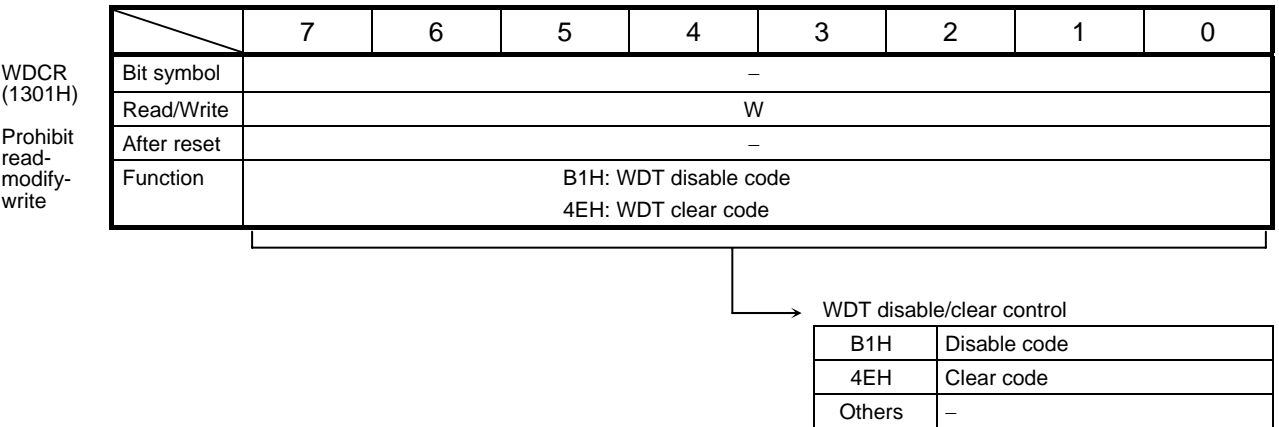 7 6 5 4 3 2 1 0
WDCR
(1301H)
Prohibit
read-
modify-
write
Bit symbol –
Read/Write W
After reset –
Function B1H: WDT disable code
4EH: WDT clear code
WDT disable/clear control
B1H Disable code
4EH Clear code
Others –